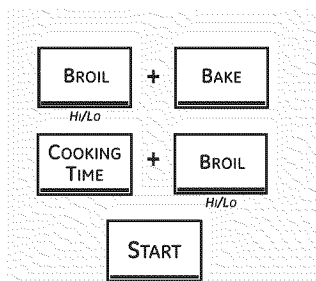 BROIL + BAKE
HI/LO
COOKING TIME + BROIL
HI/LO
START